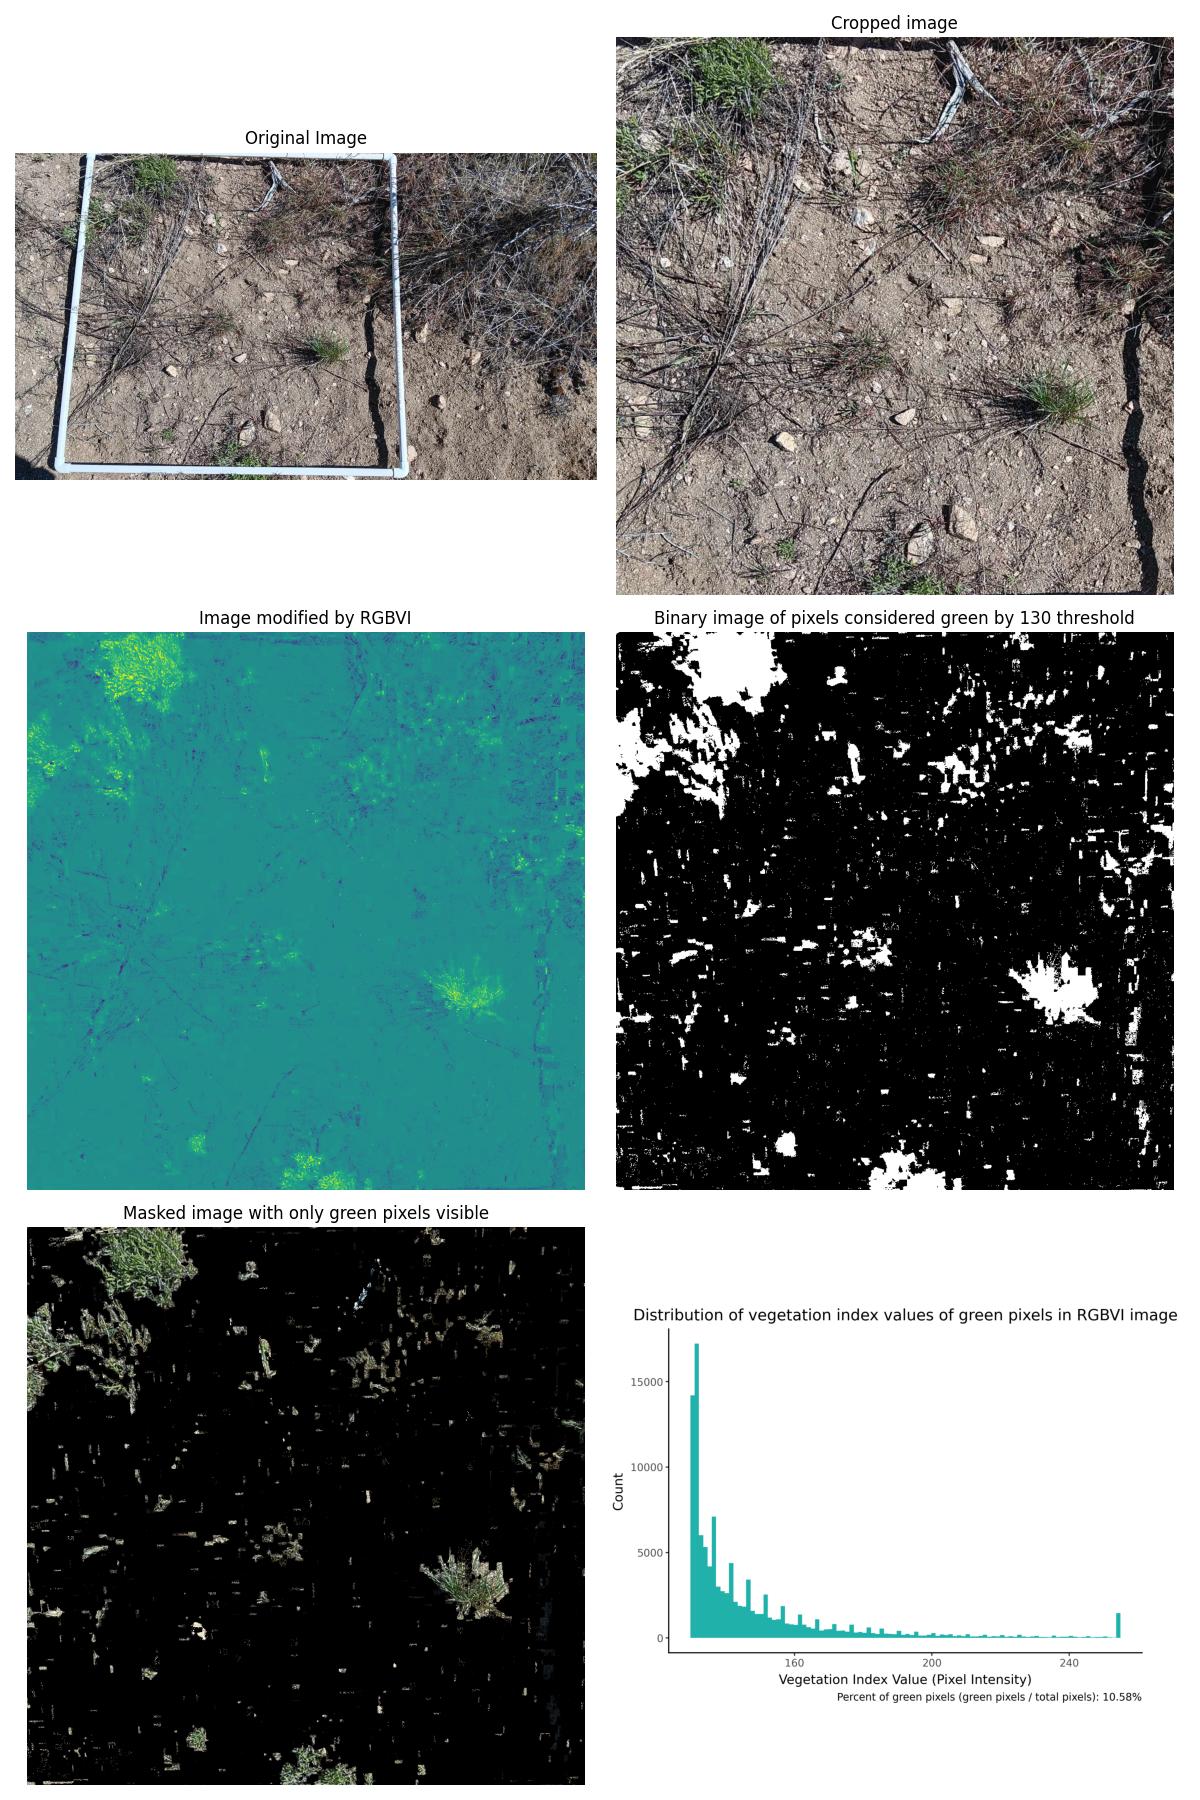 Original Image
Cropped image
Image modified by RGBVI
Binary image of pixels considered green by 130 threshold
Masked image with only green pixels visible
Distribution of vegetation index values of green pixels in RGBVI image
15000
10000
5000
0
Count
160
200
240
Vegetation Index Value (Pixel Intensity)
Percent of green pixels (green pixels / total pixels): 10.58%